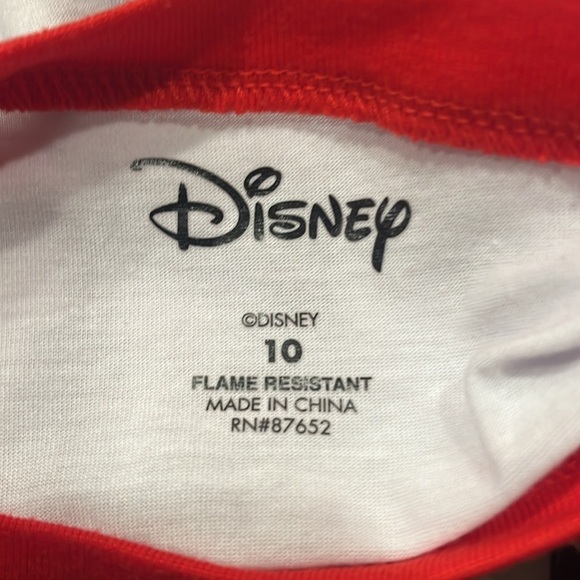 Disney
©DISNEY
10
FLAME RESISTANT
MADE IN CHINA
RN#87652